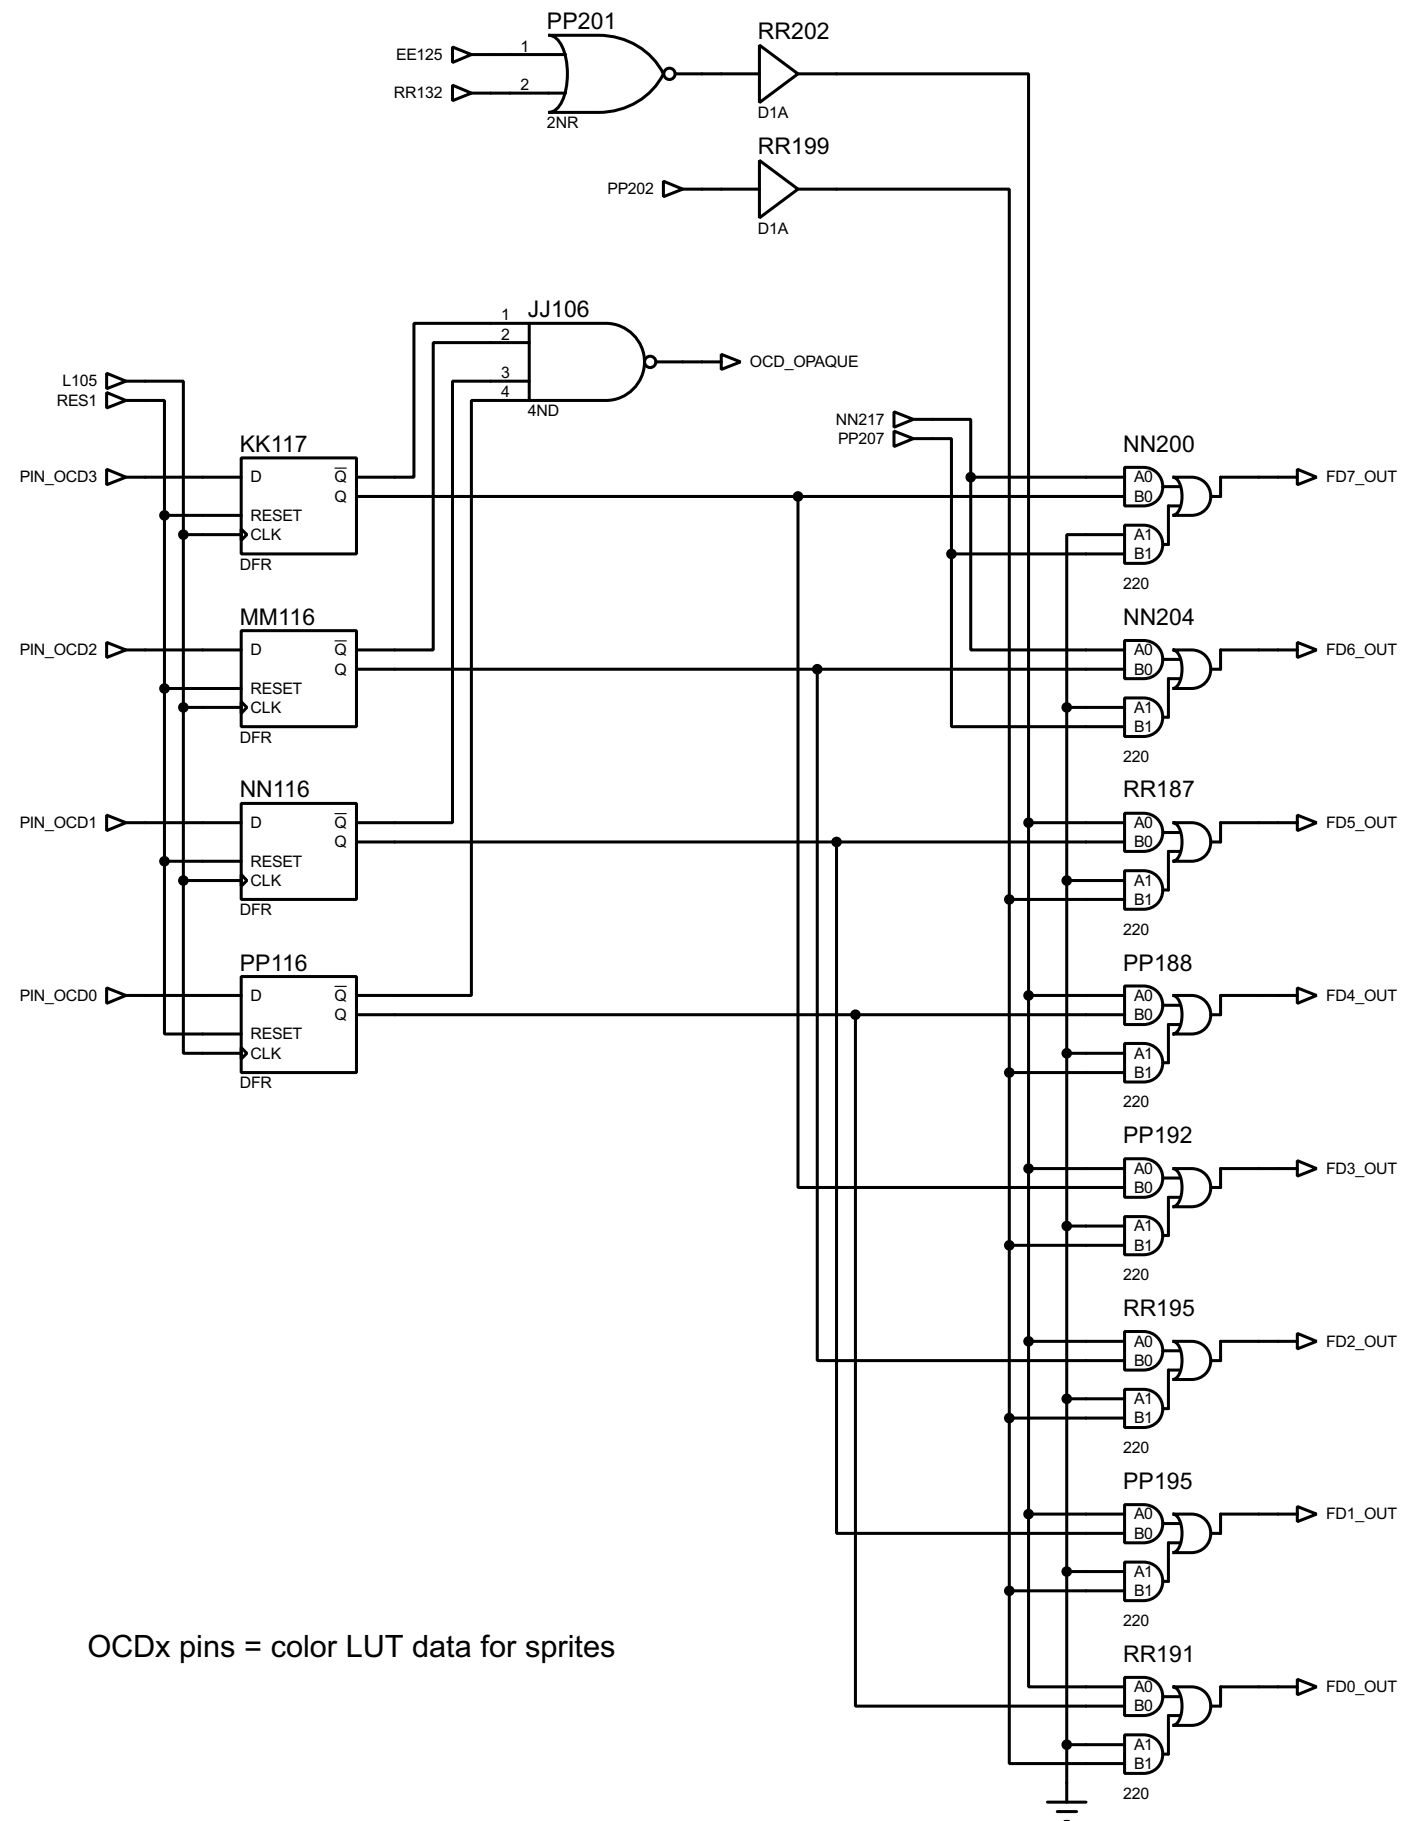 PP201
EE125
1
RR132
2
2NR
RR202
D1A
RR199
PP202
D1A
JJ106
1
2
3
4
4ND
OCD_OPAQUE
L105
RES1
NN217
PP207
KK117
PIN_OCD3
D
Q
Q
RESET
CLK
DFR
NN200
A0
B0
A1
B1
220
FD7_OUT
MM116
PIN_OCD2
D
Q
Q
RESET
CLK
DFR
NN204
A0
B0
A1
B1
220
FD6_OUT
NN116
PIN_OCD1
D
Q
Q
RESET
CLK
DFR
RR187
A0
B0
A1
B1
220
FD5_OUT
PP116
PIN_OCD0
D
Q
Q
RESET
CLK
DFR
PP188
A0
B0
A1
B1
220
FD4_OUT
PP192
A0
B0
A1
B1
220
FD3_OUT
RR195
A0
B0
A1
B1
220
FD2_OUT
PP195
A0
B0
A1
B1
220
FD1_OUT
OCDx pins = color LUT data for sprites
RR191
A0
B0
A1
B1
220
FD0_OUT